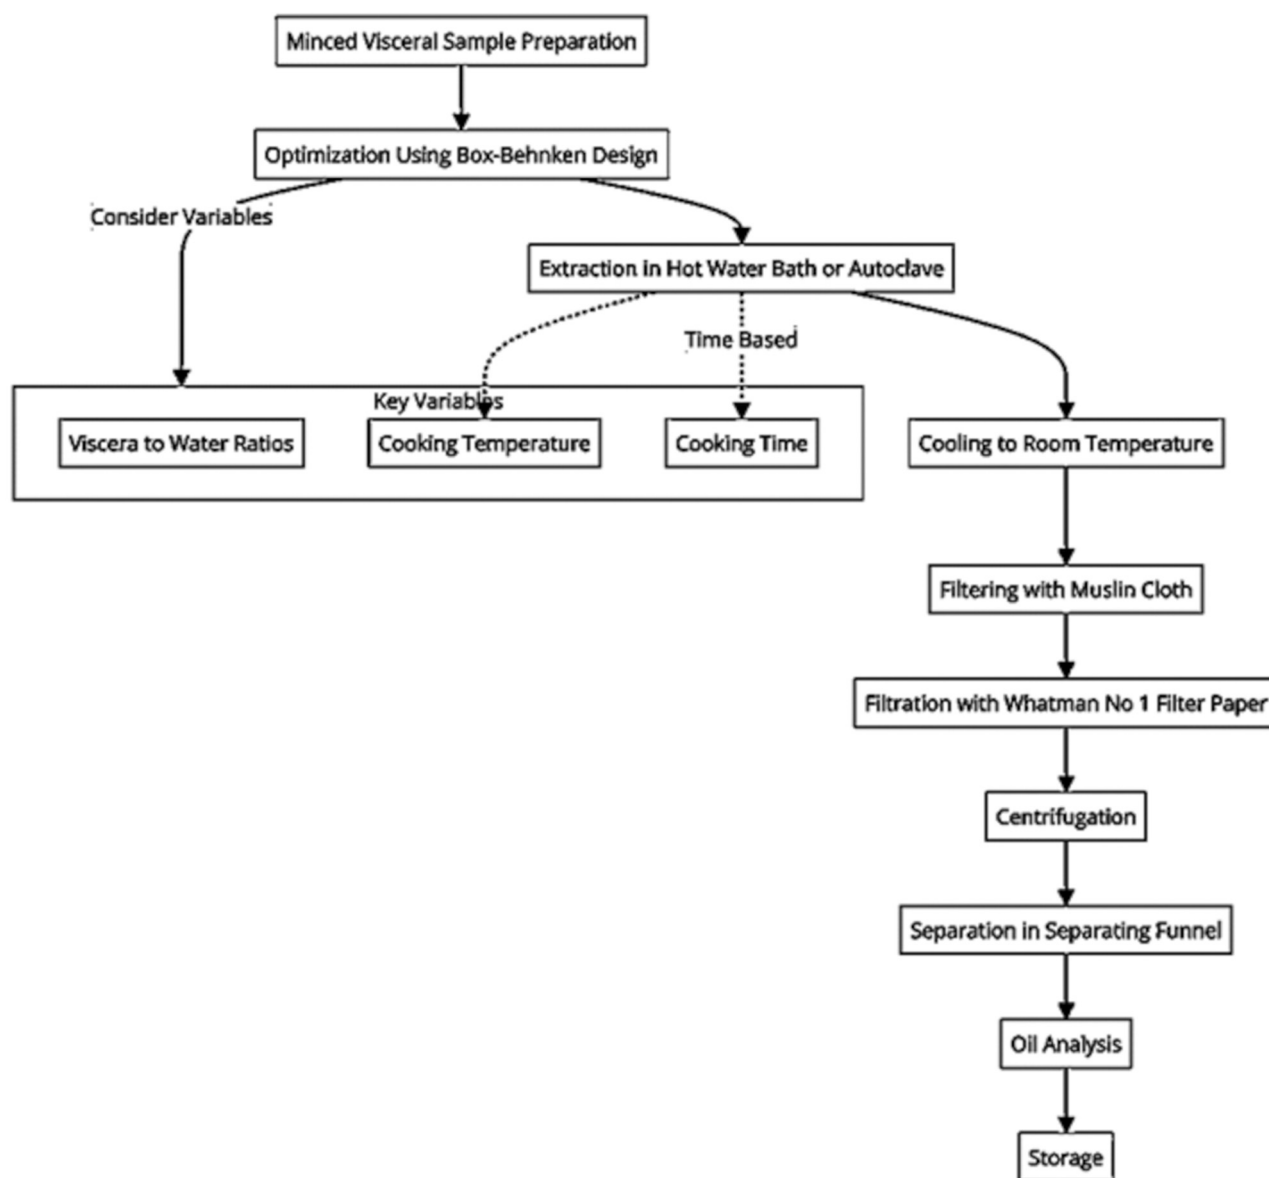 Minced Visceral Sample Preparation
Optimization Using Box-Behnken Design
Consider Variables
Extraction in Hot Water Bath or Autoclave
Time Based
Key Variables
Viscera to Water Ratios
Cooking Temperature
Cooking Time
Cooling to Room Temperature
Filtering with Muslin Cloth
Filtration with Whatman No 1 Filter Paper
Centrifugation
Separation in Separating Funnel
Oil Analysis
Storage